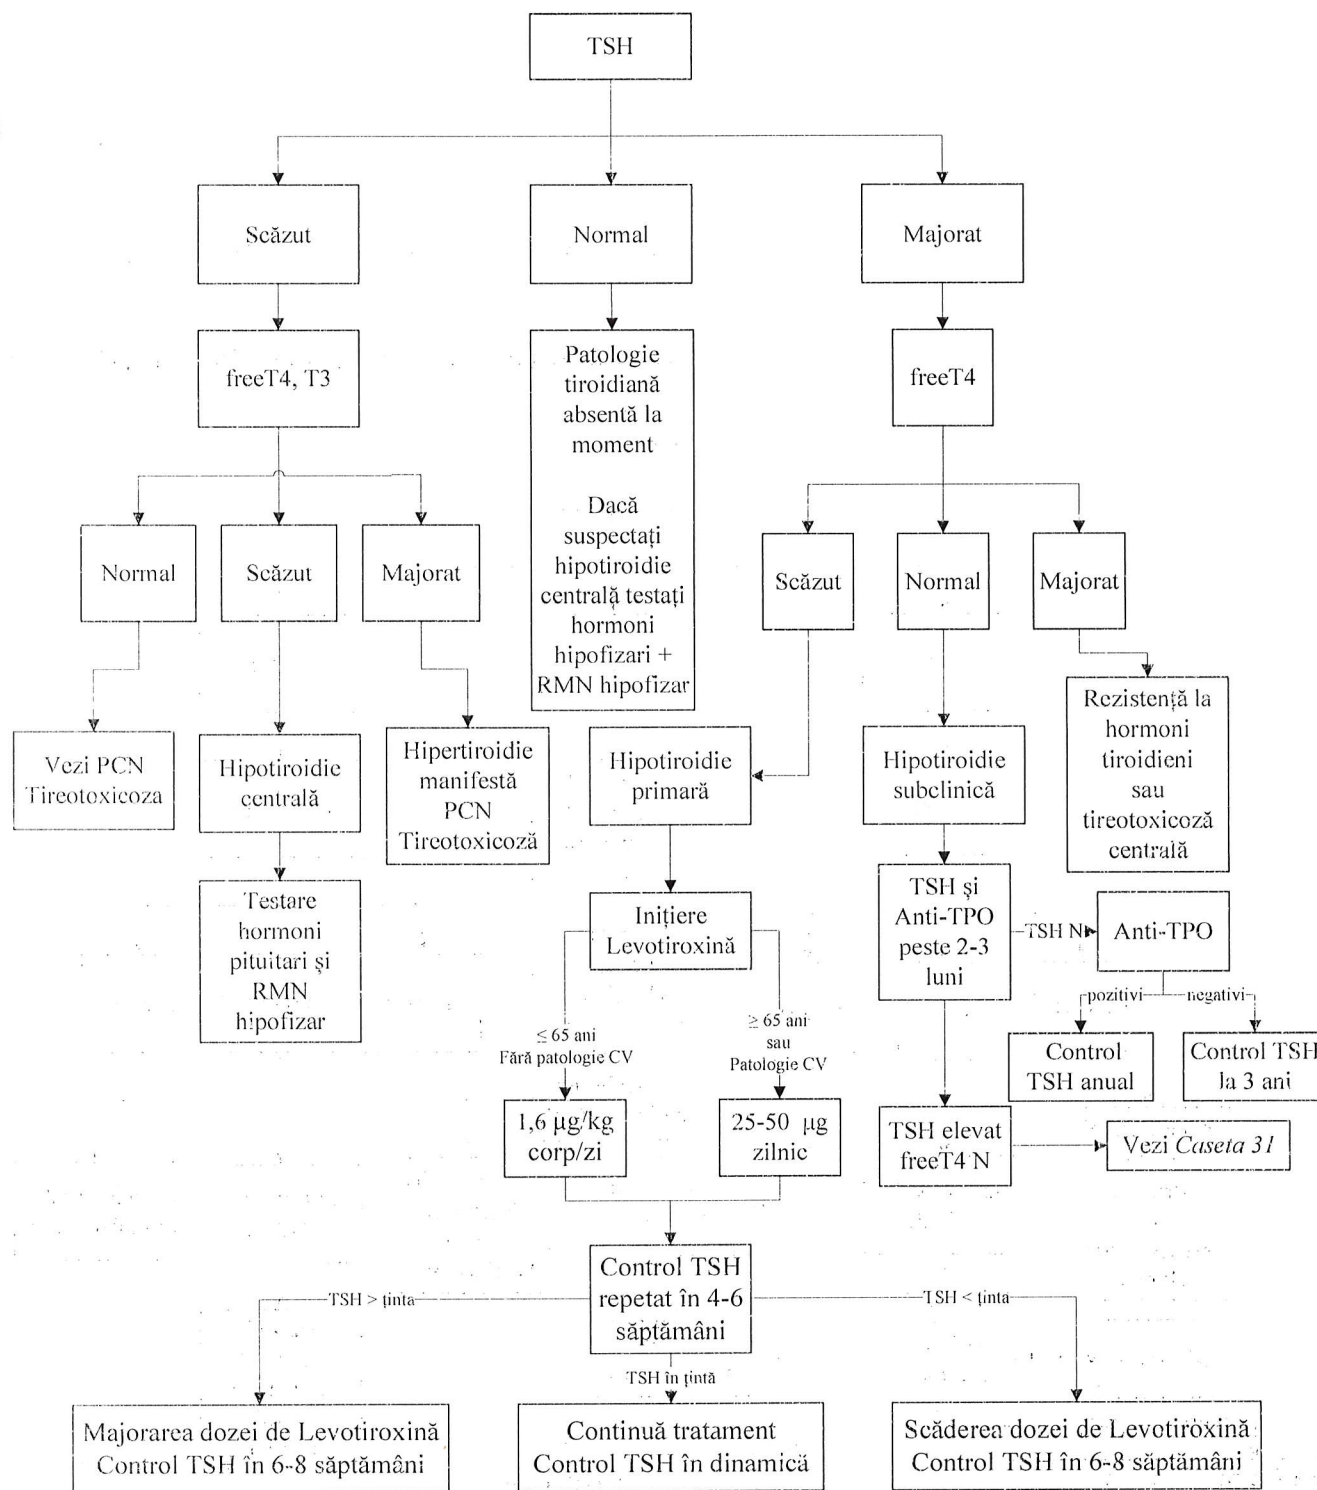 TSH
Scăzut
Normal
Majorat
freeT4, T3
Patologie
tiroidiană
absentă la
moment
Dacă
suspectați
hipotiroidie
centrală testați
hormoni
hipofizari +
RMN hipofizar
freeT4
Normal
Scăzut
Majorat
Scăzut
Normal
Majorat
Vezi PCN
Tireotoxicoza
Hipotiroidie
centrală
Hipertiroidie
manifestă
PCN
Tireotoxicoză
Hipotiroidie
primară
Hipotiroidie
subclinică
Rezistență la
hormoni
tiroidieni
sau
tireotoxicoză
centrală
Testare
hormoni
pituitari și
RMN
hipofizar
Inițiere
Levotiroxină
TSH și
Anti-TPO
peste 2-3
luni
TSH N
Anti-TPO
pozitivi
negativi
Control
TSH anual
Control TSH
la 3 ani
≤ 65 ani
Fără patologie CV
≥ 65 ani
sau
Patologie CV
1,6 µg/kg
corp/zi
25-50 µg
zilnic
TSH elevat
freeT4 N
Vezi Caseta 31
Control TSH
repetat în 4-6
săptămâni
TSH > ținta
TSH < ținta
TSH în țintă
Majorarea dozei de Levotiroxină
Control TSH în 6-8 săptămâni
Continuă tratament
Control TSH în dinamică
Scăderea dozei de Levotiroxină
Control TSH în 6-8 săptămâni